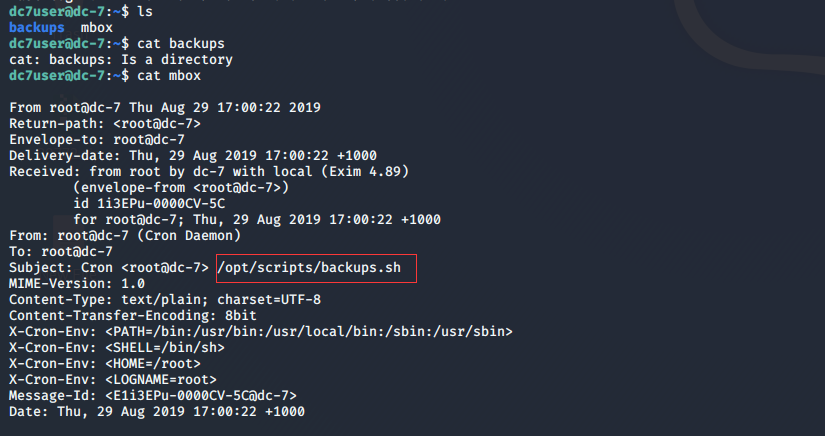 dc7user@dc-7:~$ ls
backups  mbox
dc7user@dc-7:~$ cat backups
cat: backups: Is a directory
dc7user@dc-7:~$ cat mbox

From root@dc-7 Thu Aug 29 17:00:22 2019
Return-path: <root@dc-7>
Envelope-to: root@dc-7
Delivery-date: Thu, 29 Aug 2019 17:00:22 +1000
Received: from root by dc-7 with local (Exim 4.89)
        (envelope-from <root@dc-7>)
        id 1i3EPu-0000CV-5C
        for root@dc-7; Thu, 29 Aug 2019 17:00:22 +1000
From: root@dc-7 (Cron Daemon)
To: root@dc-7
Subject: Cron <root@dc-7> /opt/scripts/backups.sh
MIME-Version: 1.0
Content-Type: text/plain; charset=UTF-8
Content-Transfer-Encoding: 8bit
X-Cron-Env: <PATH=/bin:/usr/bin:/usr/local/bin:/sbin:/usr/sbin>
X-Cron-Env: <SHELL=/bin/sh>
X-Cron-Env: <HOME=/root>
X-Cron-Env: <LOGNAME=root>
Message-Id: <E1i3EPu-0000CV-5C@dc-7>
Date: Thu, 29 Aug 2019 17:00:22 +1000